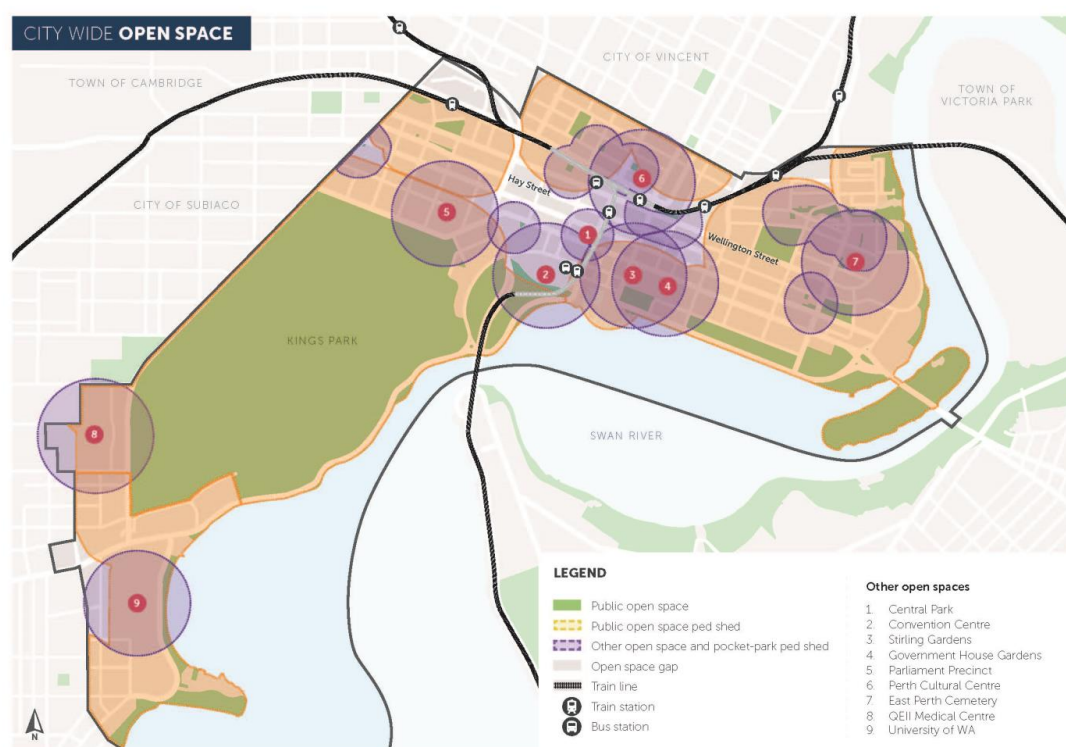 CITY WIDE OPEN SPACE
CITY OF VINCENT
TOWN OF CAMBRIDGE
TOWN OF
VICTORIA PARK
CITY OF SUBIACO
Hay Street
6
5
1
Wellington Street
7
2
3
4
KINGS PARK
8
SWAN RIVER
9
LEGEND
Public open space
Public open space ped shed
Other open space and pocket-park ped shed
Open space gap
Train line
Train station
Bus station
Other open spaces
1. Central Park
2. Convention Centre
3. Stirling Gardens
4. Government House Gardens
5. Parliament Precinct
6. Perth Cultural Centre
7. East Perth Cemetery
8. QEII Medical Centre
9. University of WA
N